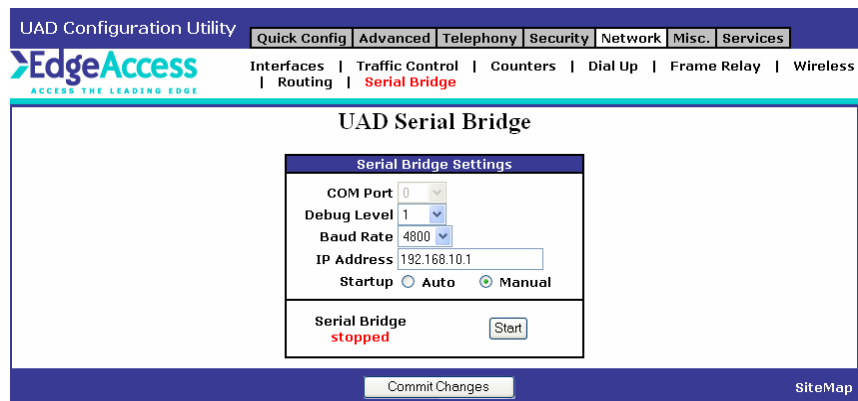 UAD Configuration Utility
Quick Config Advanced Telephony Security Network Misc. Services
EdgeAccess
ACCESS THE LEADING EDGE
Interfaces | Traffic Control | Counters | Dial Up | Frame Relay | Wireless
| Routing | Serial Bridge
UAD Serial Bridge
Serial Bridge Settings
COM Port 0
Debug Level 1
Baud Rate 4800
IP Address 192.168.10.1
Startup Auto Manual
Serial Bridge
stopped
Start
Commit Changes
SiteMap